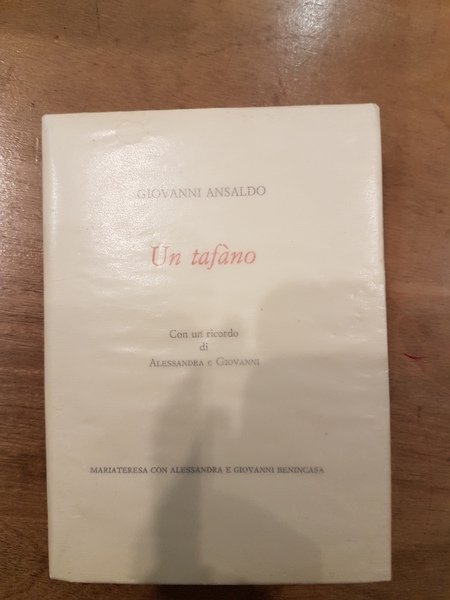 GIOVANNI ANSALDO
Un tafàno
Con un ricordo
di
ALESSANDRA e GIOVANNI
MARIATERESA CON ALESSANDRA E GIOVANNI BENINCASA